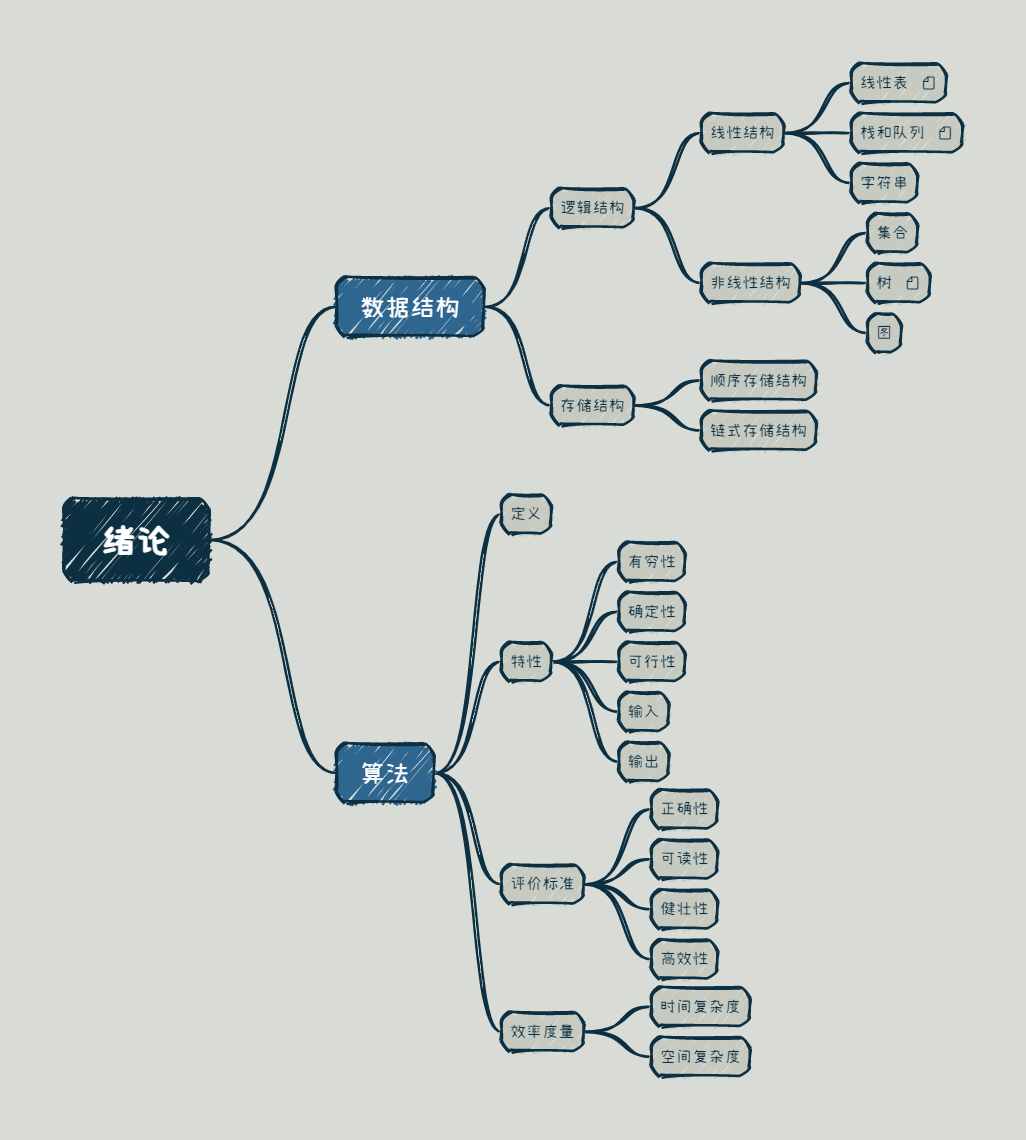 绪论
数据结构
逻辑结构
线性结构
线性表
栈和队列
字符串
非线性结构
集合
树
图
存储结构
顺序存储结构
链式存储结构
算法
定义
特性
有穷性
确定性
可行性
输入
输出
评价标准
正确性
可读性
健壮性
高效性
效率度量
时间复杂度
空间复杂度